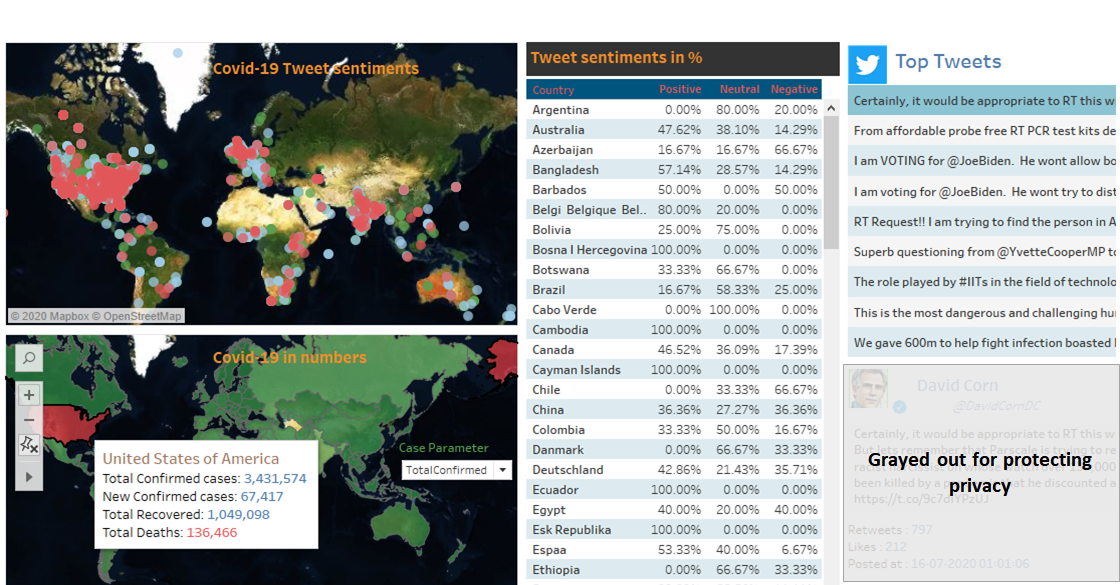 Covid-19 Tweet Sentiments
© 2020 Mapbox © OpenStreetMap
Covid-19 in numbers
Case Parameter
TotalConfirmed
United States of America
Total Confirmed cases: 3,431,574
New Confirmed cases: 67,417
Total Recovered: 1,049,098
Total Deaths: 136,466
Tweet sentiments in %
Country Positive Neutral Negative
Argentina 0.00% 80.00% 20.00%
Australia 47.62% 38.10% 14.29%
Azerbaijan 16.67% 16.67% 66.67%
Bangladesh 57.14% 28.57% 14.29%
Barbados 50.00% 0.00% 50.00%
Belgi Belgique Bel.. 80.00% 20.00% 0.00%
Bolivia 25.00% 75.00% 0.00%
Bosna I Hercegovina 100.00% 0.00% 0.00%
Botswana 33.33% 66.67% 0.00%
Brazil 16.67% 58.33% 25.00%
Cabo Verde 0.00% 100.00% 0.00%
Cambodia 100.00% 0.00% 0.00%
Canada 46.52% 36.09% 17.39%
Cayman Islands 100.00% 0.00% 0.00%
Chile 0.00% 33.33% 66.67%
China 36.36% 27.27% 36.36%
Colombia 33.33% 50.00% 16.67%
Danmark 0.00% 66.67% 33.33%
Deutschland 42.86% 21.43% 35.71%
Ecuador 100.00% 0.00% 0.00%
Egypt 40.00% 20.00% 40.00%
Esk Republika 100.00% 0.00% 0.00%
Espaa 53.33% 40.00% 6.67%
Ethiopia 0.00% 66.67% 33.33%
Top Tweets
Certainly, it would be appropriate to RT this w
From affordable probe free RT PCR test kits de
I am VOTING for @JoeBiden. He wont allow bo
I am voting for @JoeBiden. He wont try to dist
RT Request!! I am trying to find the person in A
Superb questioning from @YvetteCooperMP to
The role played by #IITs in the field of technolo
This is the most dangerous and challenging hu
We gave 600m to help fight infection boasted
David Corn
@DavidCornDC
Certainly, it would be appropriate to RT this w
But lets remember that Parscale is trying to re
Grayed out for protecting
privacy
been killed by a p
he discounted a
Retweets : 797
Likes : 212
Posted at : 16-07-2020 01:01:06